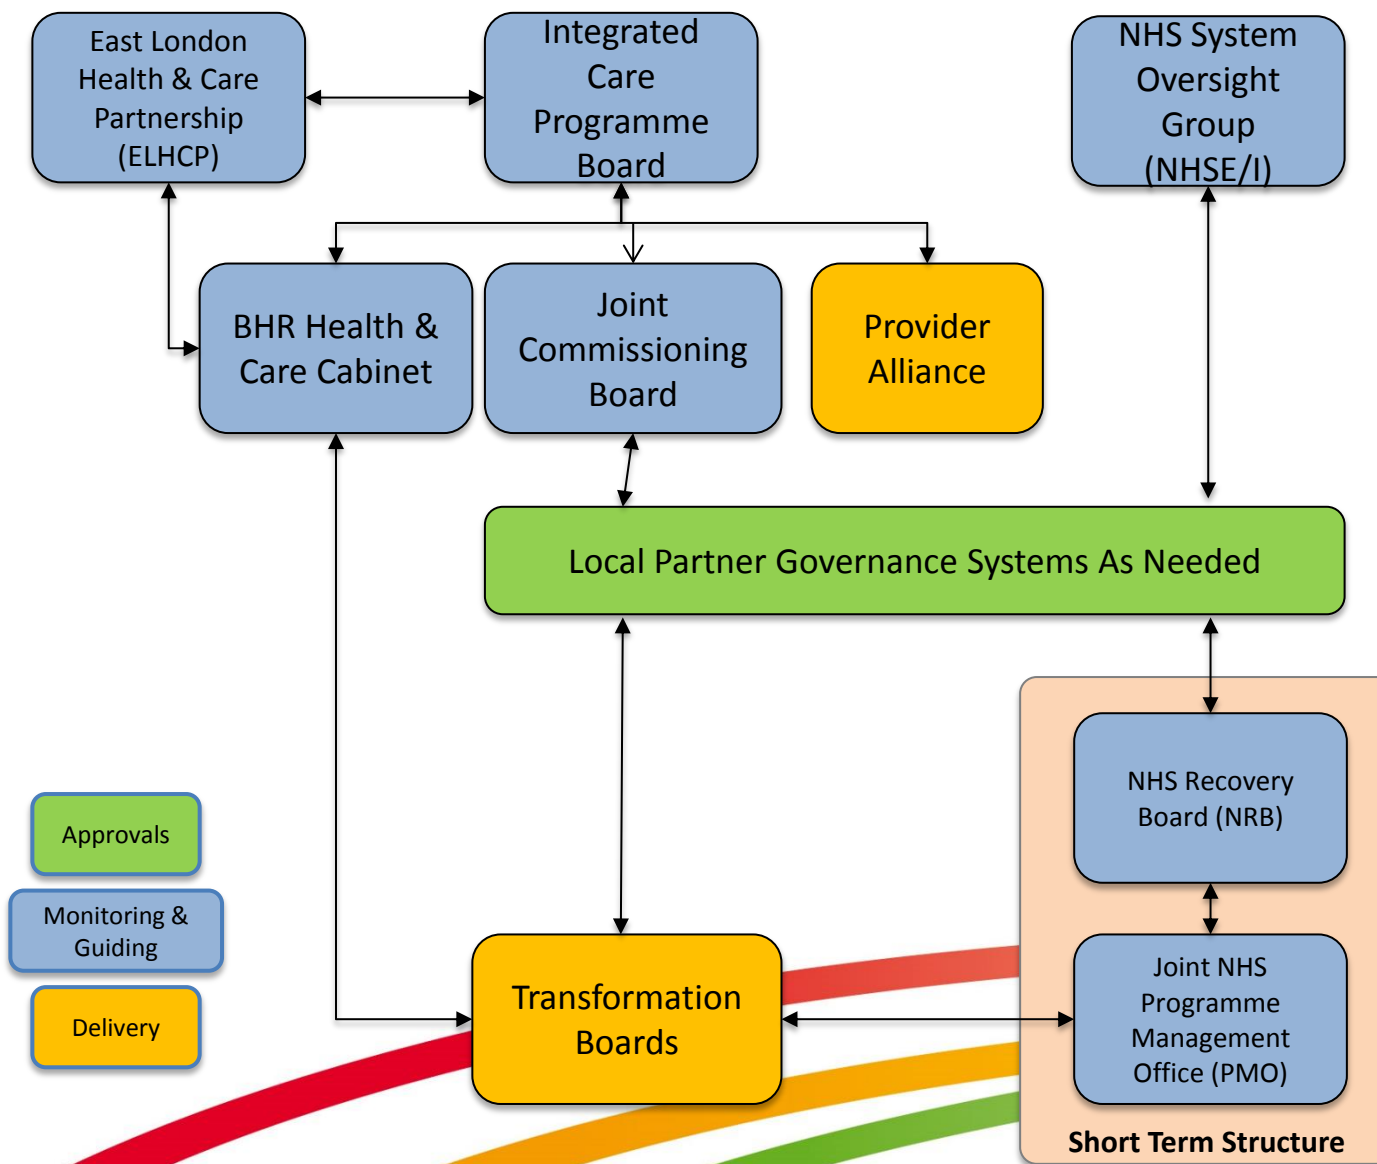 East London
Health & Care
Partnership
(ELHCP)
Integrated
Care
Programme
Board
NHS System
Oversight
Group
(NHSE/I)
BHR Health &
Care Cabinet
Joint
Commissioning
Board
Provider
Alliance
Local Partner Governance Systems As Needed
NHS Recovery
Board (NRB)
Approvals
Monitoring &
Guiding
Delivery
Transformation
Boards
Joint NHS
Programme
Management
Office (PMO)
Short Term Structure